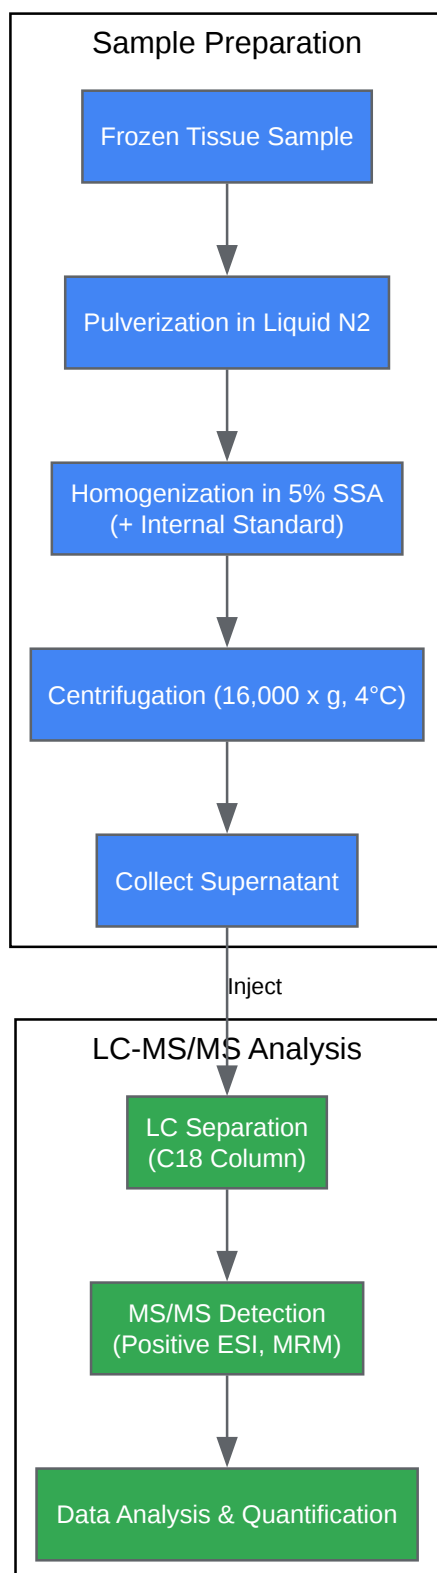 Sample Preparation
Frozen Tissue Sample
Pulverization in Liquid N2
Homogenization in 5% SSA
(+ Internal Standard)
Centrifugation (16,000 x g, 4°C)
Collect Supernatant
Inject
LC-MS/MS Analysis
LC Separation
(C18 Column)
MS/MS Detection
(Positive ESI, MRM)
Data Analysis & Quantification